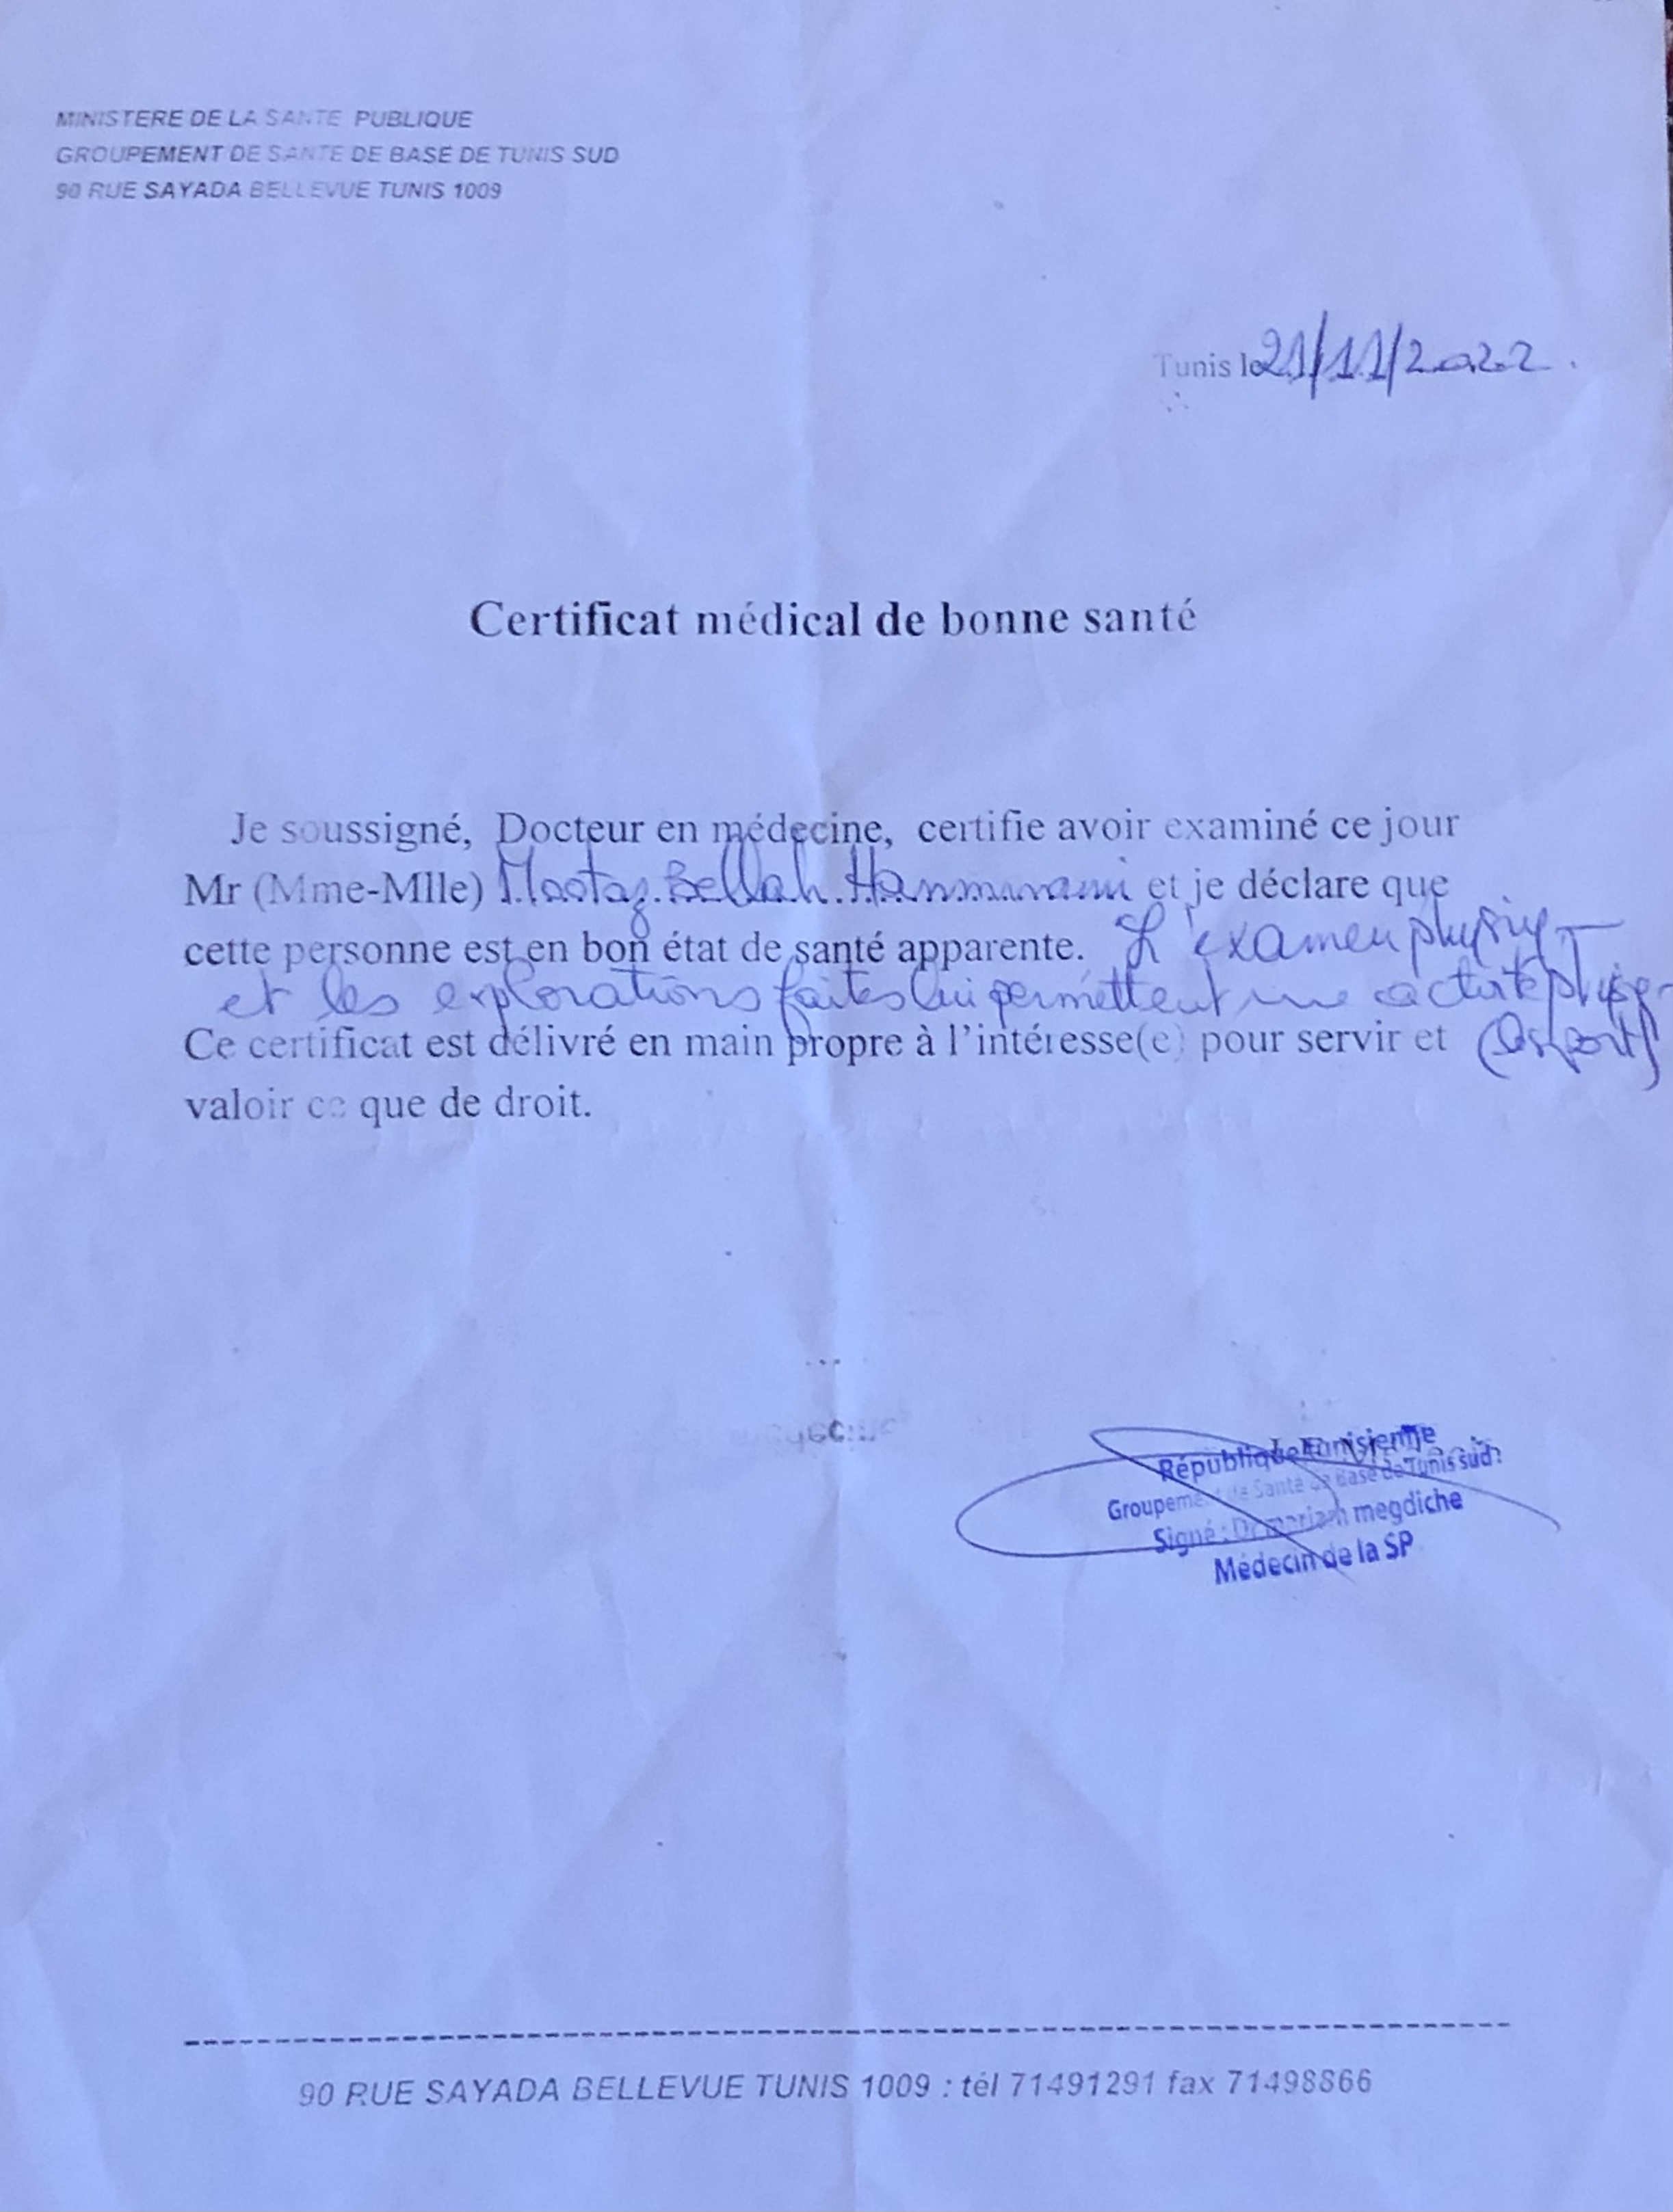 MINISTERE DE LA SANTE PUBLIQUE
GROUPEMENT DE SANTE DE BASE DE TUNIS SUD
90 RUE SAYADA BELLEVUE TUNIS 1009
Tunis le 21/11/2022.
Certificat médical de bonne santé
Je soussigné, Docteur en médecine, certifie avoir examiné ce jour
Mr (Mme-Mlle) Bellah Hammami et je déclare que
cette personne est en bon état de santé apparente. L'examen
et les explorations faites lui permettent une activité
Ce certificat est délivré en main propre à l'intéresse(e) pour servir et
valoir ce que de droit.
République tunisienne
Groupement de Santé de Base de Tunis sud
Signé : Dr mariam megdiche
Médecin de la SP
90 RUE SAYADA BELLEVUE TUNIS 1009 : tél 71491291 fax 71498866